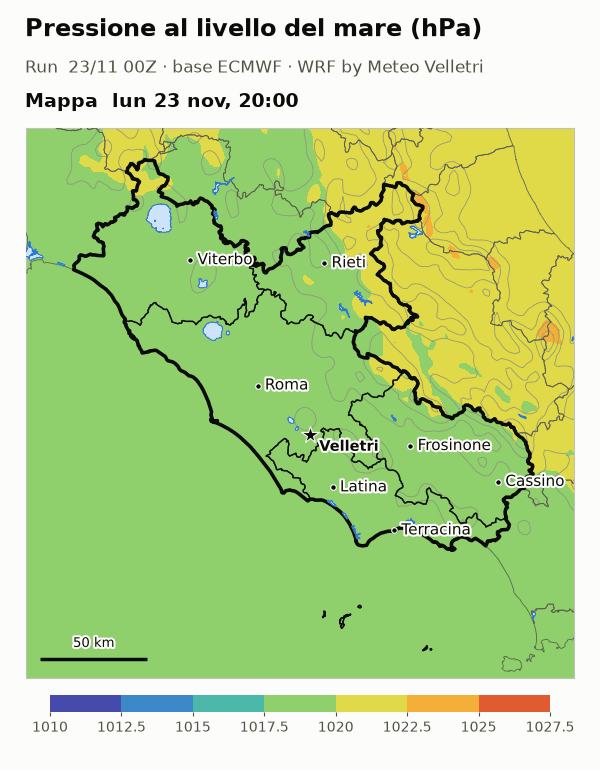 Pressione al livello del mare (hPa)
Run  23/11 00Z · base ECMWF · WRF by Meteo Velletri
Mappa  lun 23 nov, 20:00
Viterbo
Rieti
Roma
Velletri
Frosinone
Cassino
Latina
Terracina
50 km
1010 1012.5 1015 1017.5 1020 1022.5 1025 1027.5